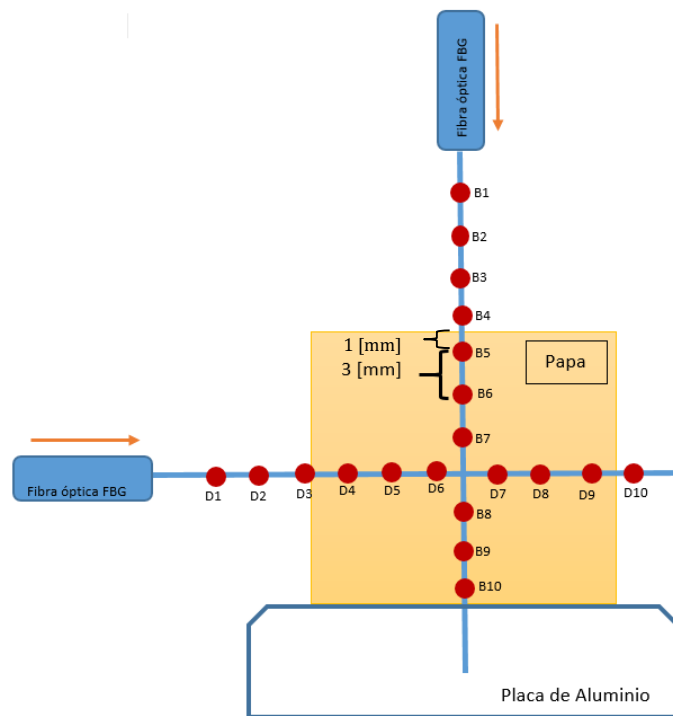 Fibra óptica FBG
B1
B2
B3
B4
1 [mm]
B5
Papa
3 [mm]
B6
B7
Fibra óptica FBG
D1
D2
D3
D4
D5
D6
D7
D8
D9
D10
B8
B9
B10
Placa de Aluminio